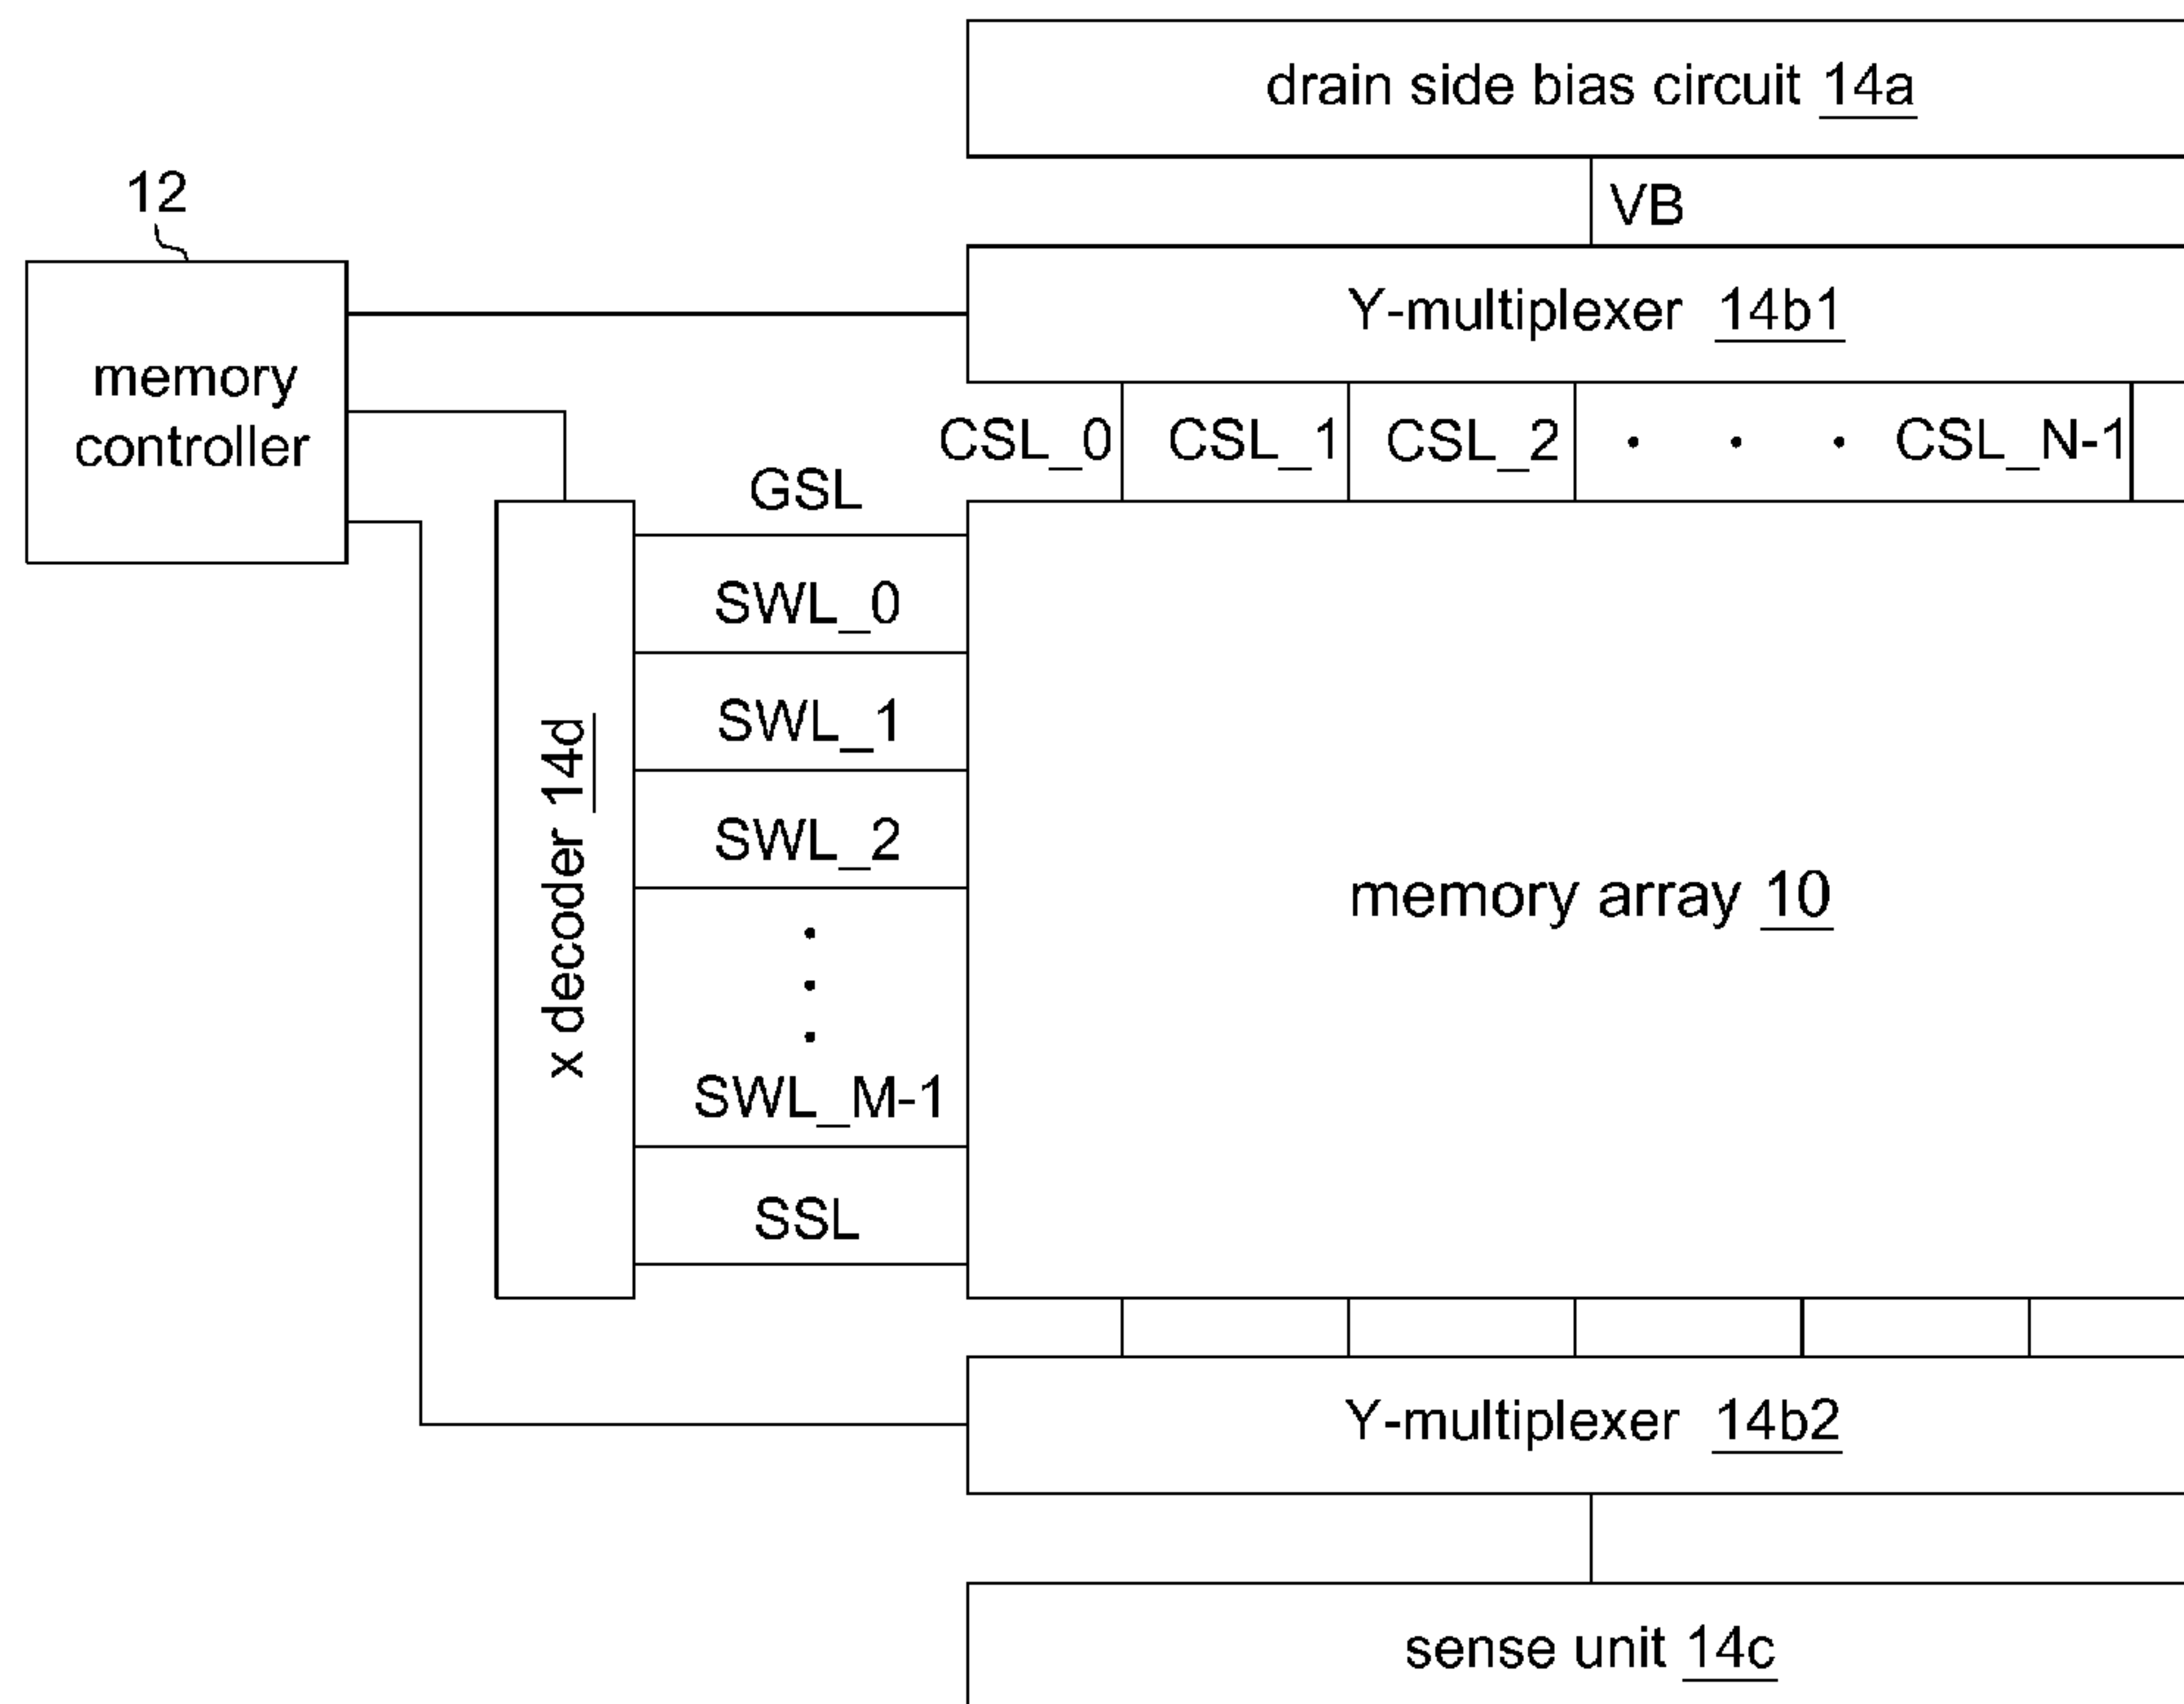 drain side bias circuit 14a
VB
12
Y-multiplexer 14b1
memory
controller
CSL_0 CSL_1 CSL_2 • • • CSL_N-1
GSL
SWL_0
SWL_1
SWL_2
•
•
•
SWL_M-1
SSL
x decoder 14d
memory array 10
Y-multiplexer 14b2
sense unit 14c